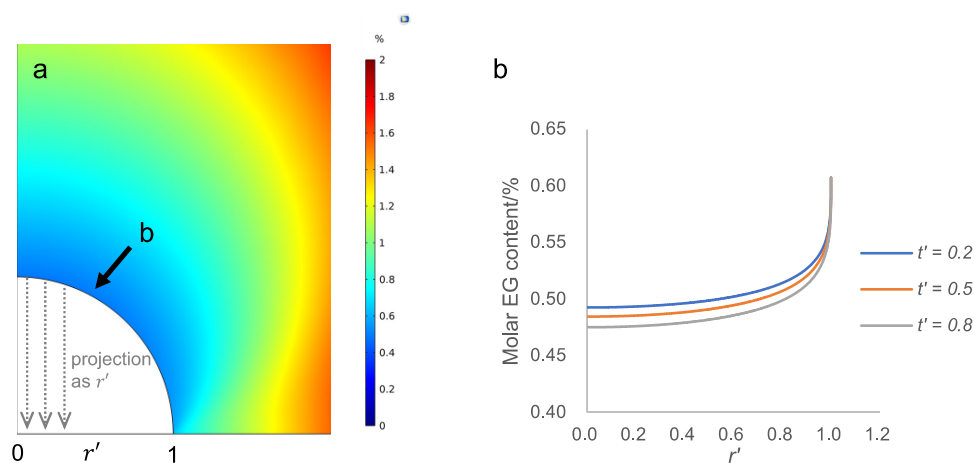 a
%
2
1.8
1.6
1.4
1.2
1
0.8
0.6
0.4
0.2
0
b
projection
as r′
0
r′
1
b
Molar EG content/%
0.65
0.60
0.55
0.50
0.45
0.40
0.0
0.2
0.4
0.6
0.8
1.0
1.2
r′
t′ = 0.2
t′ = 0.5
t′ = 0.8